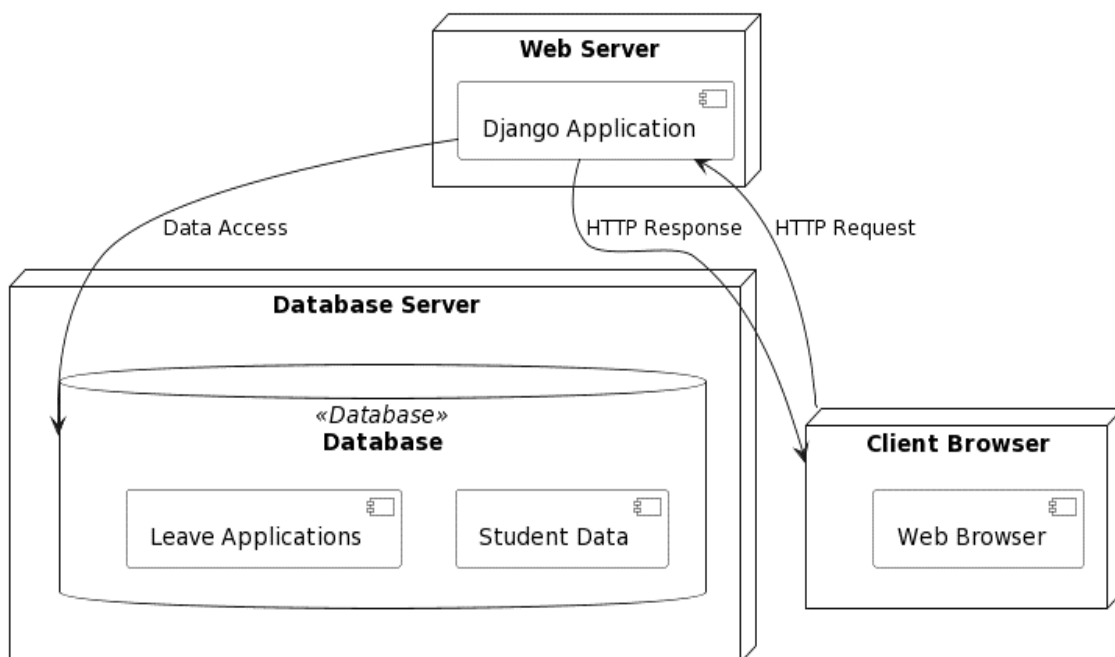 Web Server
Django Application
Data Access
HTTP Response
HTTP Request
Database Server
«Database»
Database
Leave Applications
Student Data
Client Browser
Web Browser